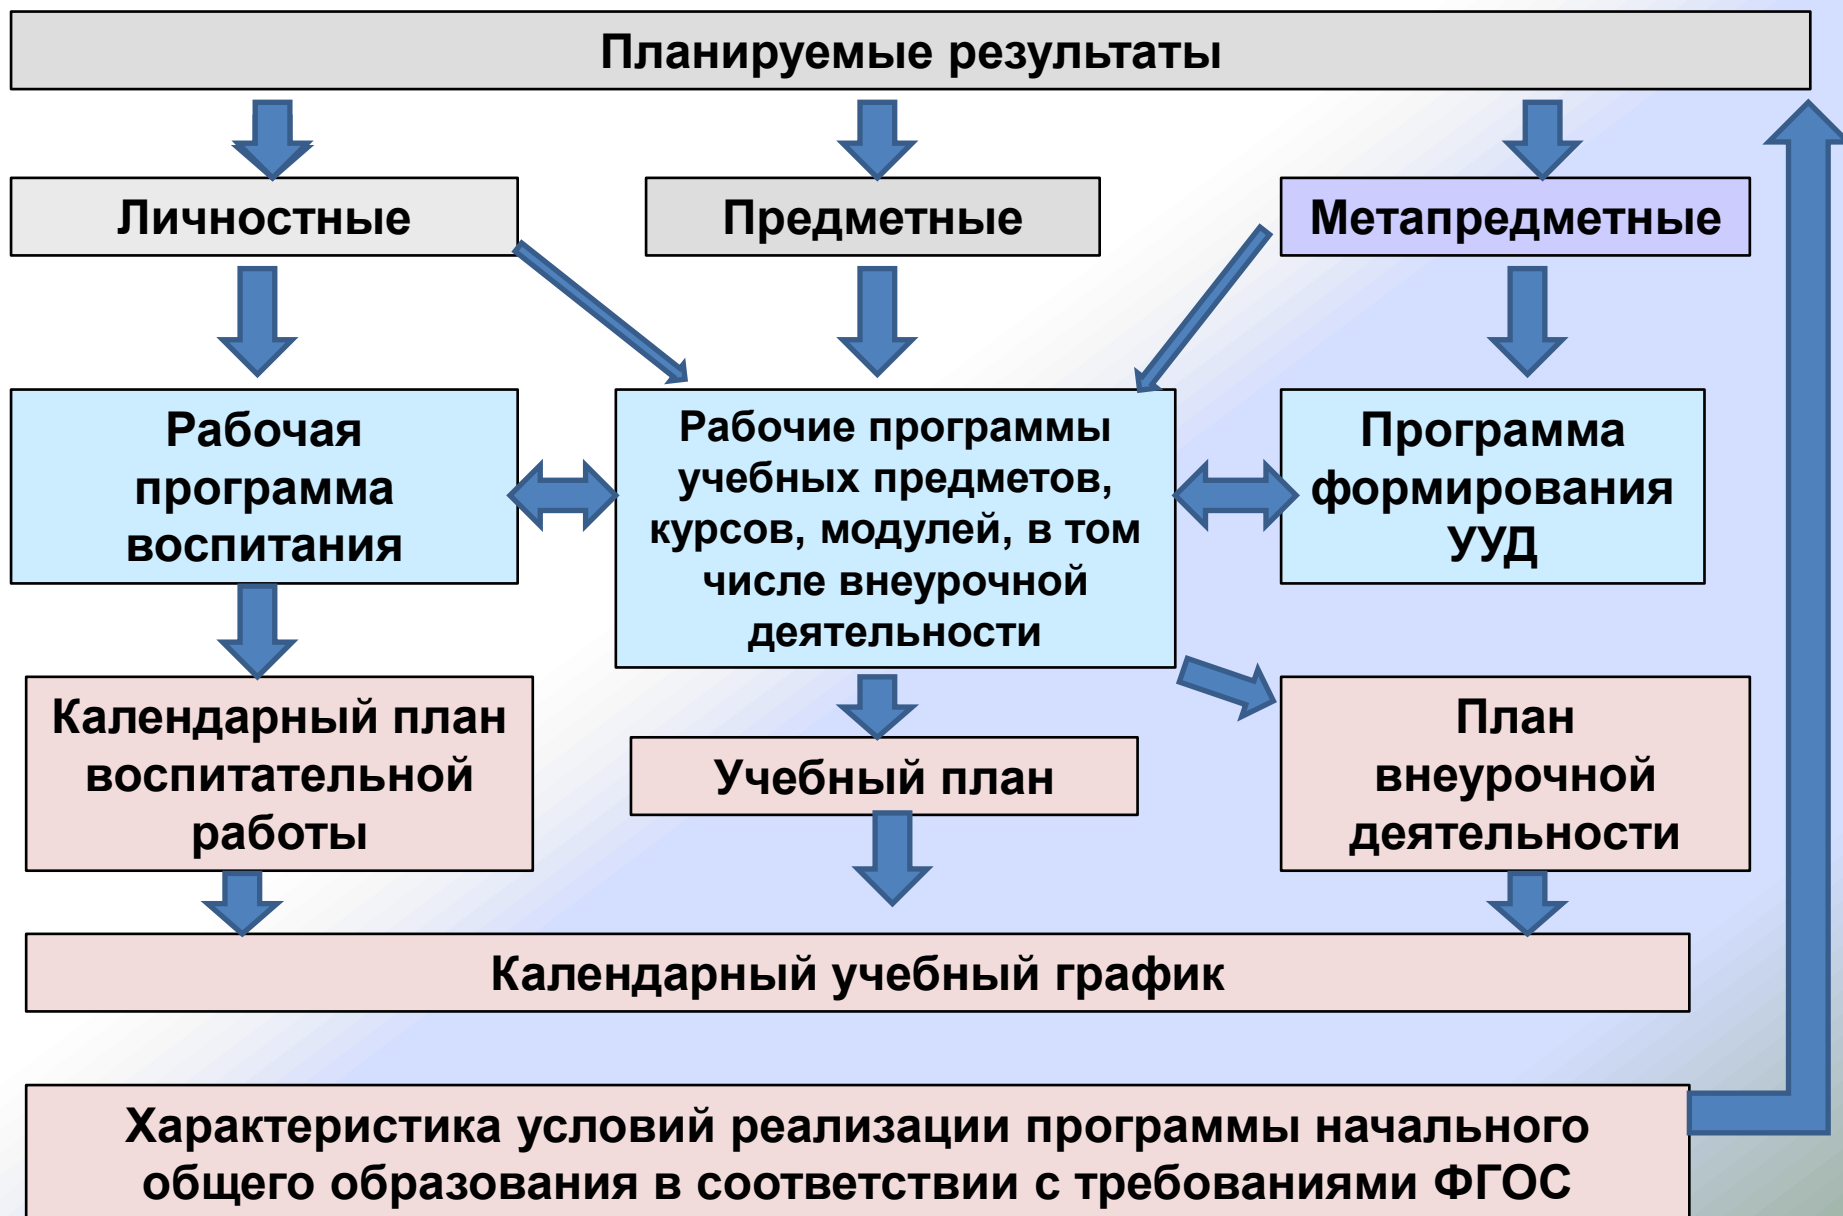 Планируемые результаты
Личностные
Предметные
Метапредметные
Рабочая
программа
воспитания
Рабочие программы
учебных предметов,
курсов, модулей, в том
числе внеурочной
деятельности
Программа
формирования
УУД
Календарный план
воспитательной
работы
Учебный план
План
внеурочной
деятельности
Календарный учебный график
Характеристика условий реализации программы начального
общего образования в соответствии с требованиями ФГОС